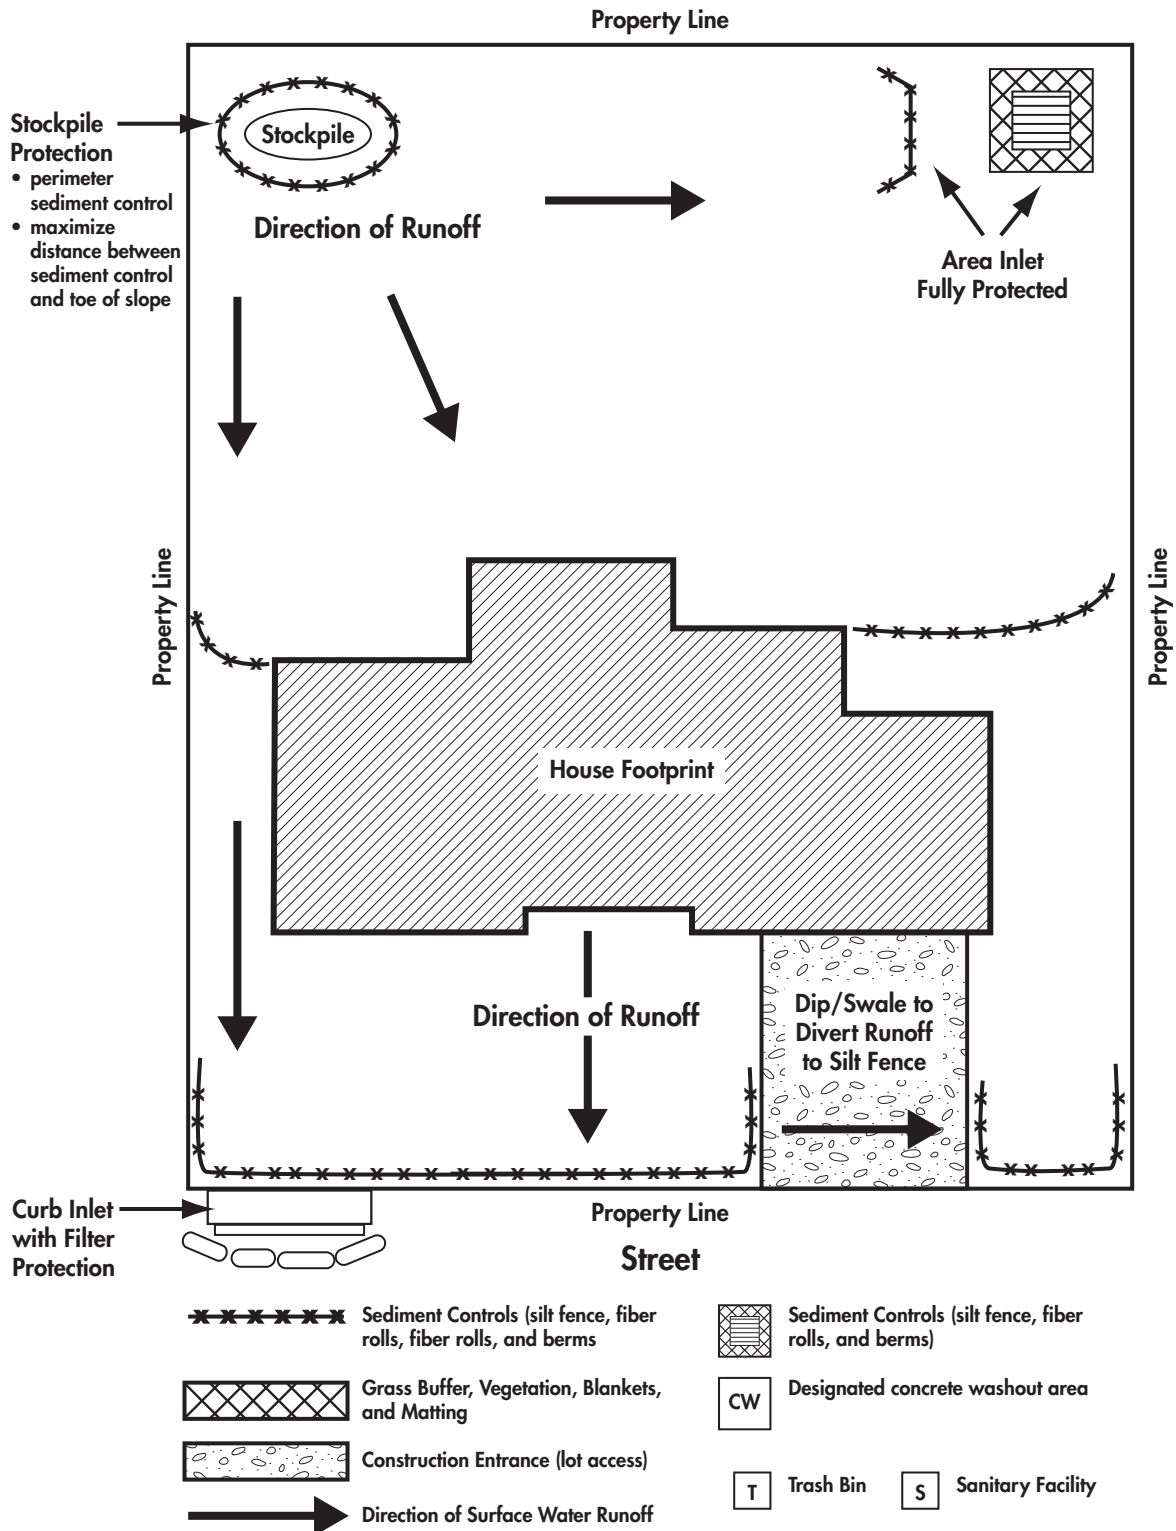 Property Line
Stockpile
Protection
• perimeter
sediment control
• maximize
distance between
sediment control
and toe of slope
Stockpile
Direction of Runoff
Area Inlet
Fully Protected
Property Line
Property Line
House Footprint
Direction of Runoff
Dip/Swale to
Divert Runoff
to Silt Fence
Curb Inlet
with Filter
Protection
Property Line
Street
Sediment Controls (silt fence, fiber
rolls, fiber rolls, and berms
Grass Buffer, Vegetation, Blankets,
and Matting
Construction Entrance (lot access)
Direction of Surface Water Runoff
Sediment Controls (silt fence, fiber
rolls, and berms)
CW Designated concrete washout area
T Trash Bin
S Sanitary Facility